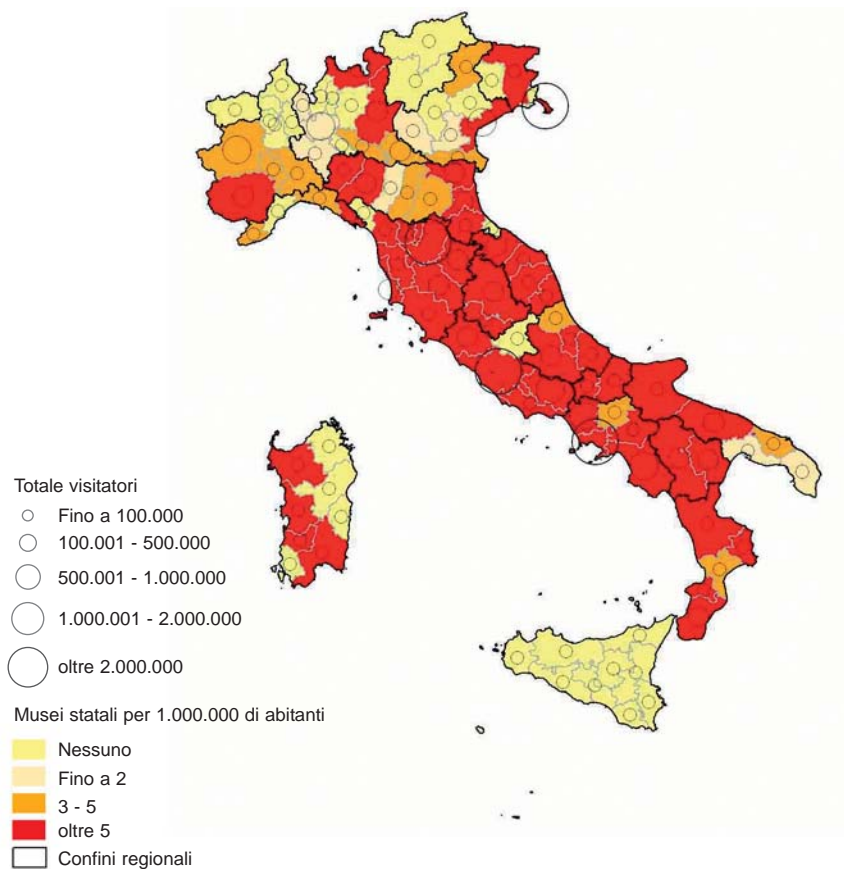 Totale visitatori
Fino a 100.000
100.001 - 500.000
500.001 - 1.000.000
1.000.001 - 2.000.000
oltre 2.000.000
Musei statali per 1.000.000 di abitanti
Nessuno
Fino a 2
3 - 5
oltre 5
Confini regionali